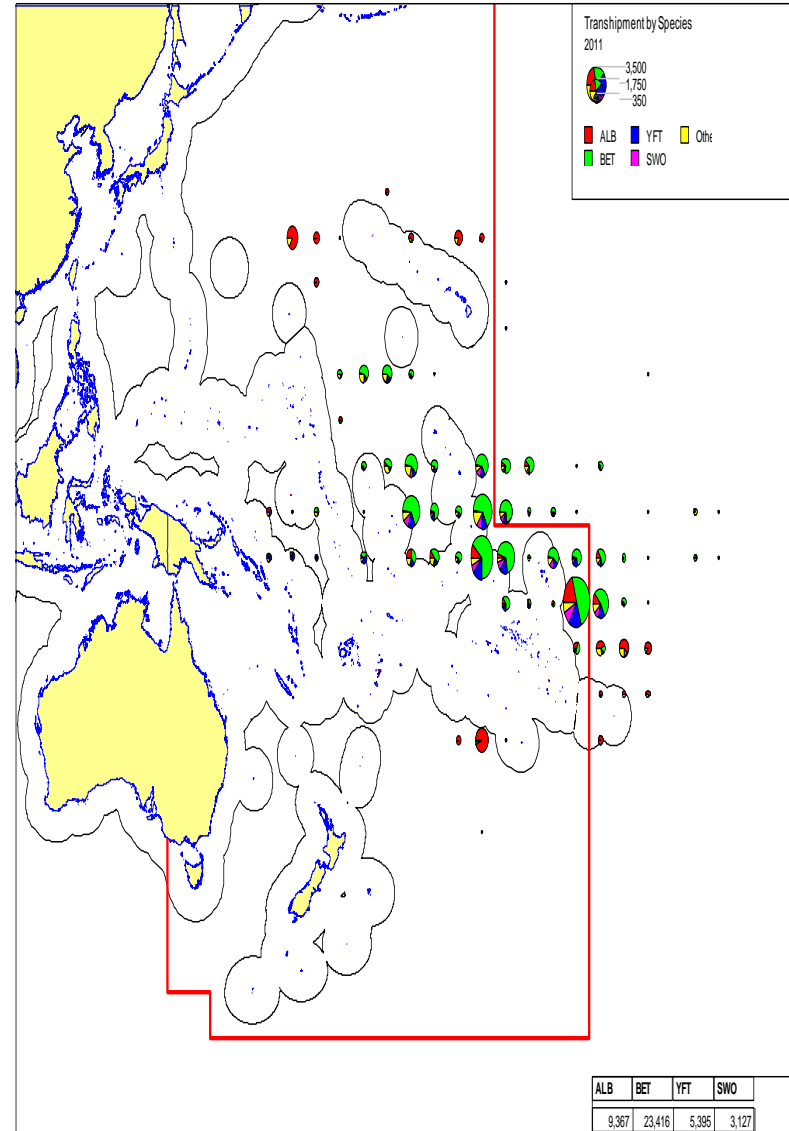 Transhipment by Species
2011
3,500
1,750
350
ALB YFT Othe
BET SWO
ALB BET YFT SWO
9,367 23,416 5,395 3,127